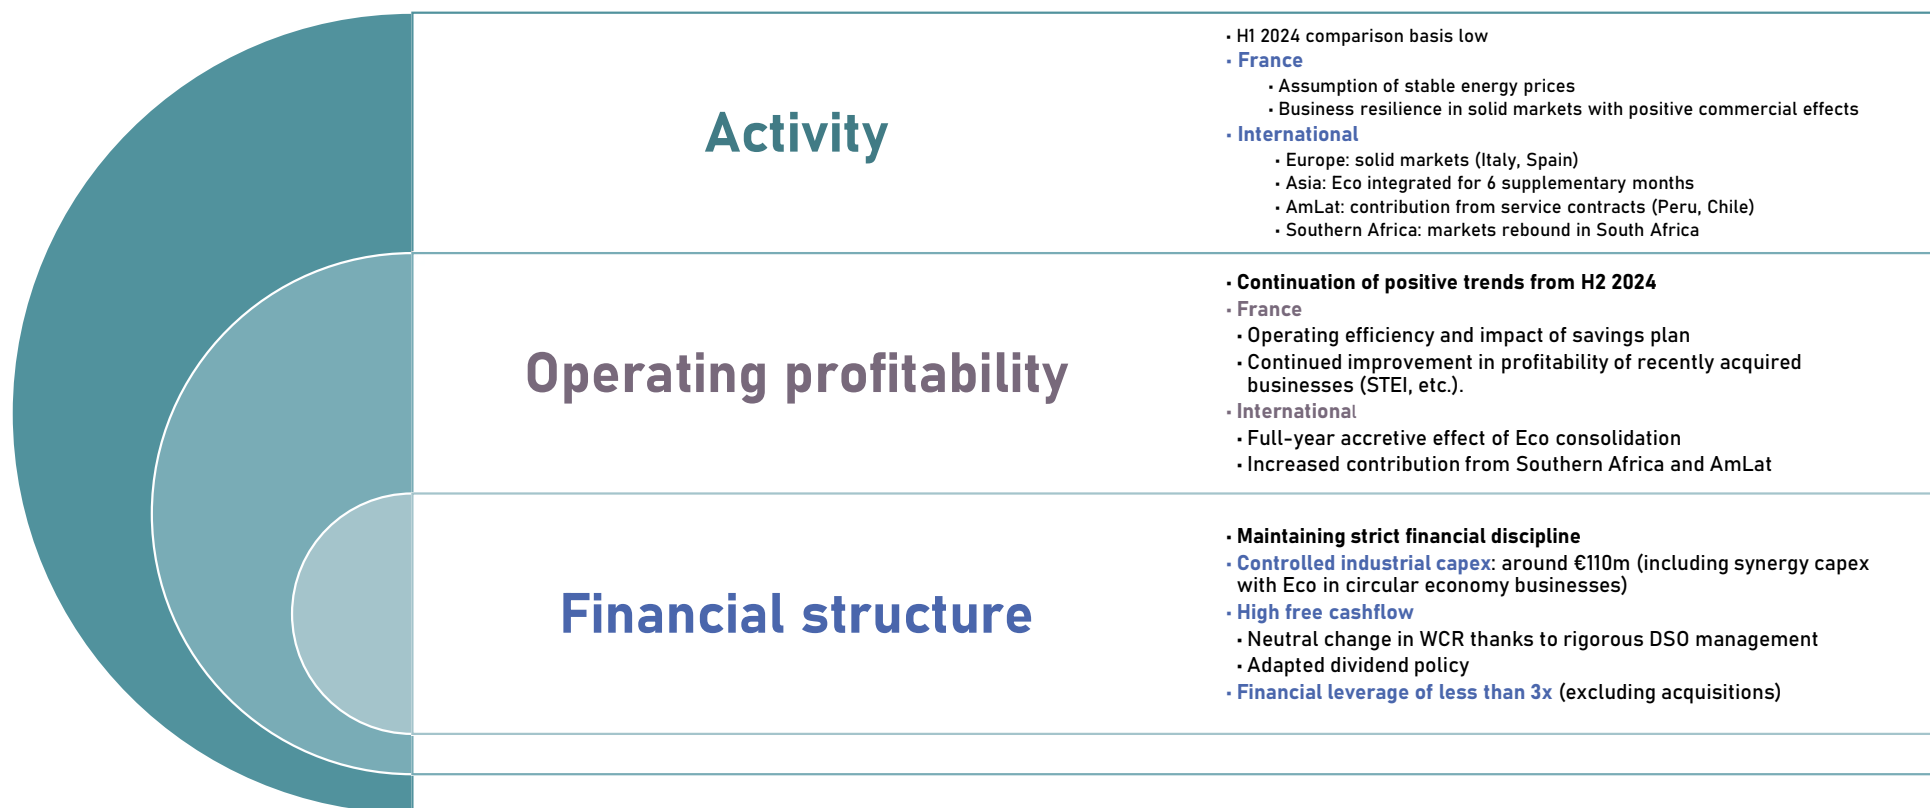 Activity
▪ H1 2024 comparison basis low
▪ France
▪ Assumption of stable energy prices
▪ Business resilience in solid markets with positive commercial effects
▪ International
▪ Europe: solid markets (Italy, Spain)
▪ Asia: Eco integrated for 6 supplementary months
▪ AmLat: contribution from service contracts (Peru, Chile)
▪ Southern Africa: markets rebound in South Africa
Operating profitability
▪ Continuation of positive trends from H2 2024
▪ France
▪ Operating efficiency and impact of savings plan
▪ Continued improvement in profitability of recently acquired
businesses (STEI, etc.).
▪ International
▪ Full-year accretive effect of Eco consolidation
▪ Increased contribution from Southern Africa and AmLat
Financial structure
▪ Maintaining strict financial discipline
▪ Controlled industrial capex: around €110m (including synergy capex
with Eco in circular economy businesses)
▪ High free cashflow
▪ Neutral change in WCR thanks to rigorous DSO management
▪ Adapted dividend policy
▪ Financial leverage of less than 3x (excluding acquisitions)